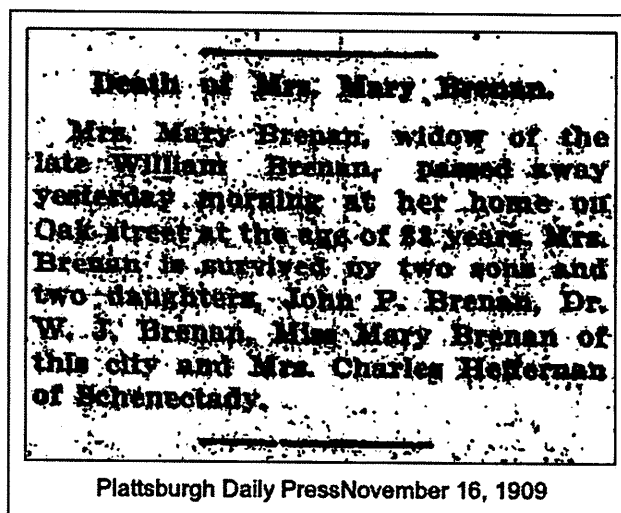 Death of Mrs. Mary Brenan.
Mrs. Mary Brenan, widow of the
late William Brenan, passed away
yesterday morning at her home on
Oak street at the age of years. Mrs.
Brenan is survived by two sons and
two daughters, John P. Brenan, Dr.
W. J. Brenan, Miss Mary Brenan of
this city and Mrs. Charles Heffernan
of Schenectady.
Plattsburgh Daily PressNovember 16, 1909